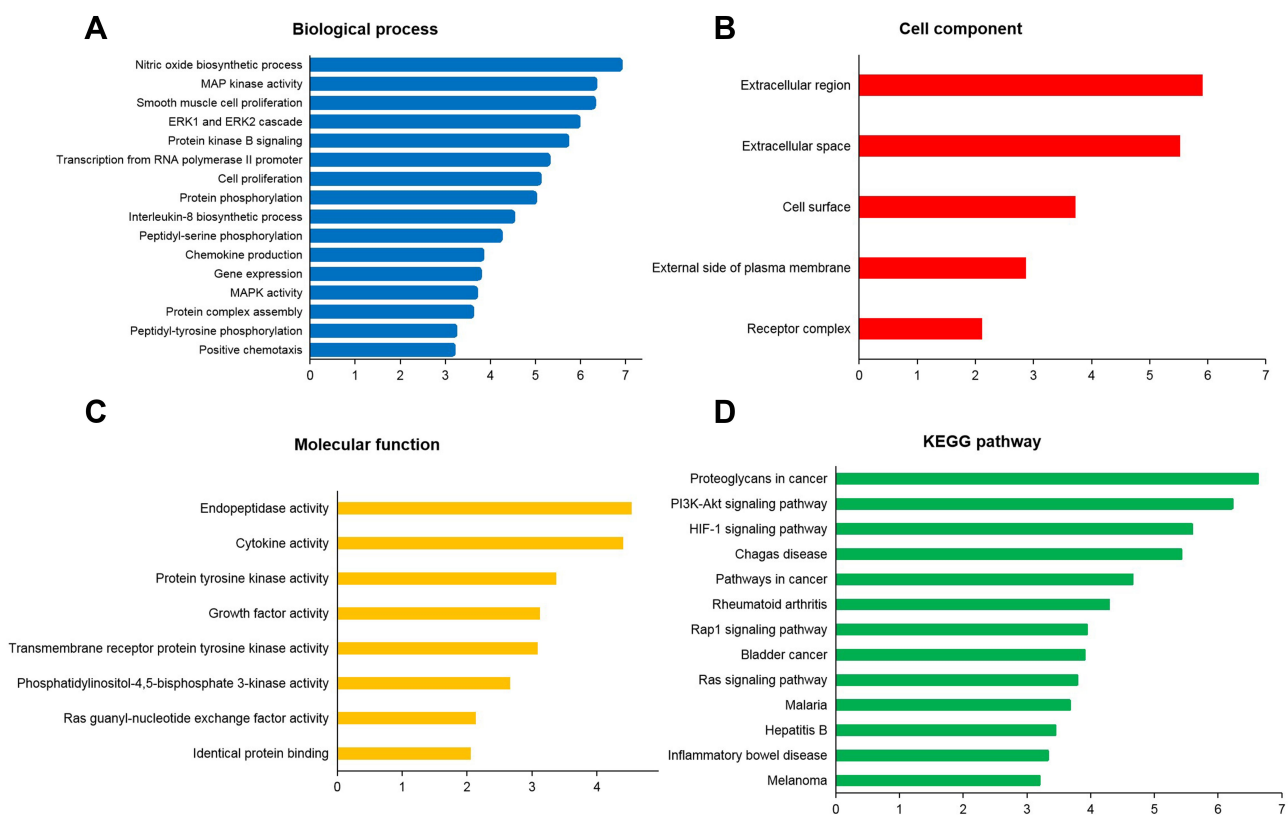 A
Biological process
Nitric oxide biosynthetic process
MAP kinase activity
Smooth muscle cell proliferation
ERK1 and ERK2 cascade
Protein kinase B signaling
Transcription from RNA polymerase II promoter
Cell proliferation
Protein phosphorylation
Interleukin-8 biosynthetic process
Peptidyl-serine phosphorylation
Chemokine production
Gene expression
MAPK activity
Protein complex assembly
Peptidyl-tyrosine phosphorylation
Positive chemotaxis
0 1 2 3 4 5 6 7
B
Cell component
Extracellular region
Extracellular space
Cell surface
External side of plasma membrane
Receptor complex
0 1 2 3 4 5 6 7
C
Molecular function
Endopeptidase activity
Cytokine activity
Protein tyrosine kinase activity
Growth factor activity
Transmembrane receptor protein tyrosine kinase activity
Phosphatidylinositol-4,5-bisphosphate 3-kinase activity
Ras guanyl-nucleotide exchange factor activity
Identical protein binding
0 1 2 3 4
D
KEGG pathway
Proteoglycans in cancer
PI3K-Akt signaling pathway
HIF-1 signaling pathway
Chagas disease
Pathways in cancer
Rheumatoid arthritis
Rap1 signaling pathway
Bladder cancer
Ras signaling pathway
Malaria
Hepatitis B
Inflammatory bowel disease
Melanoma
0 1 2 3 4 5 6 7